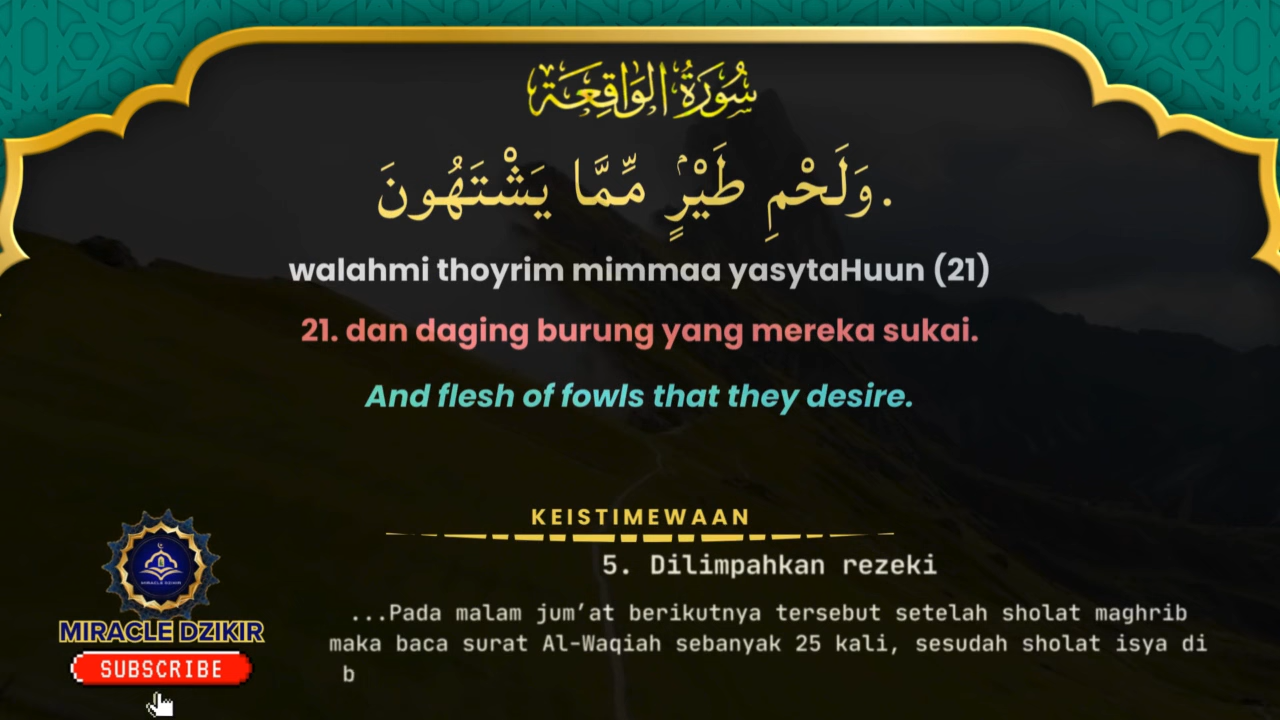 سُورَةُ الوَاقِعَة
وَلَحْمِ طَيْرٍۢ مِّمَّا يَشْتَهُونَ.
walahmi thoyrim mimmaa yasytaHuun (21)
21. dan daging burung yang mereka sukai.
And flesh of fowls that they desire.
KEISTIMEWAAN
5. Dilimpahkan rezeki
...Pada malam jum’at berikutnya tersebut setelah sholat maghrib
maka baca surat Al-Waqiah sebanyak 25 kali, sesudah sholat isya di
b
MIRACLE DZIKIR
MIRACLE DZIKIR
SUBSCRIBE